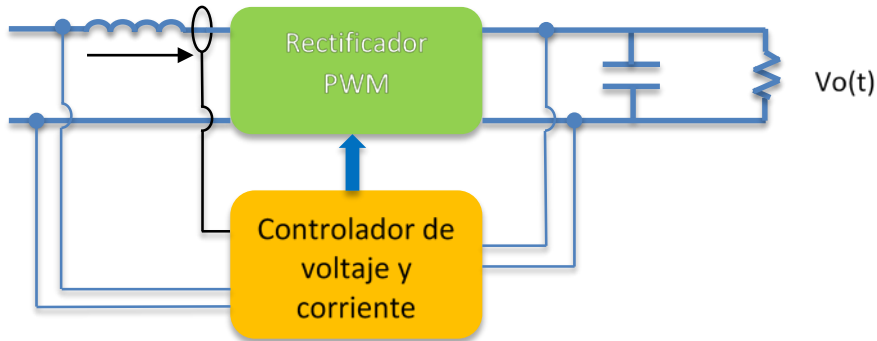 Rectificador
PWM
Vo(t)
Controlador de
voltaje y
corriente